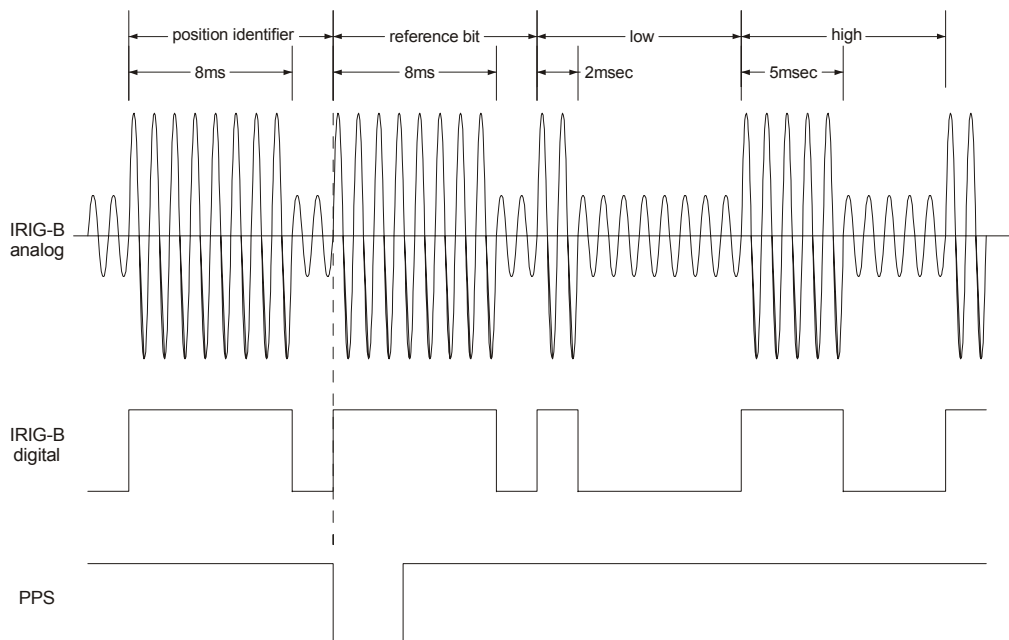 position identifier
reference bit
low
high
8ms
8ms
2msec
5msec
IRIG-B
analog
IRIG-B
digital
PPS